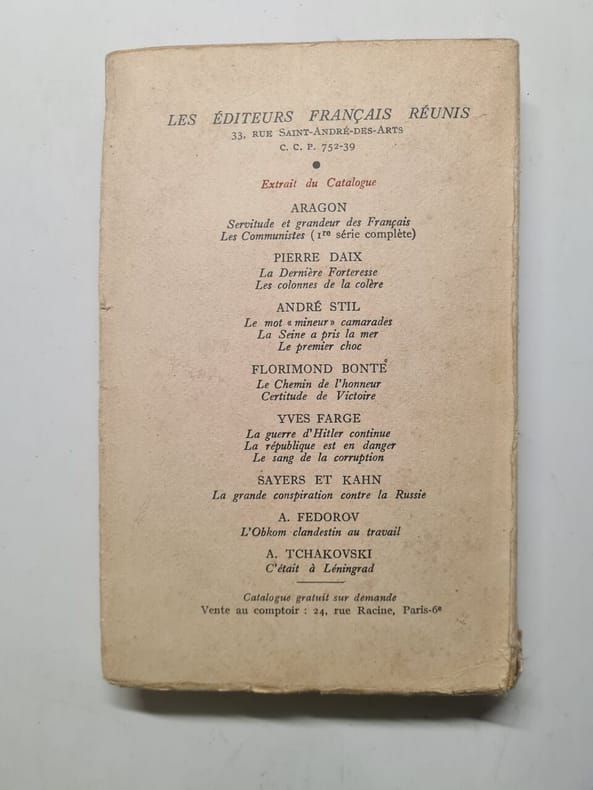 LES ÉDITEURS FRANÇAIS RÉUNIS
33, RUE SAINT-ANDRÉ-DES-ARTS
C. C. P. 752-39
Extrait du Catalogue
ARAGON
Servitude et grandeur des Français
Les Communistes (1re série complète)
PIERRE DAIX
La Dernière Forteresse
Les colonnes de la colère
ANDRÉ STIL
Le mot « mineur » camarades
La Seine a pris la mer
Le premier choc
FLORIMOND BONTE
Le Chemin de l'honneur
Certitude de Victoire
YVES FARGE
La guerre d'Hitler continue
La république est en danger
Le sang de la corruption
SAYERS ET KAHN
La grande conspiration contre la Russie
A. FEDOROV
L'Obkom clandestin au travail
A. TCHAKOVSKI
C'était à Léningrad
Catalogue gratuit sur demande
Vente au comptoir : 24, rue Racine, Paris-6e